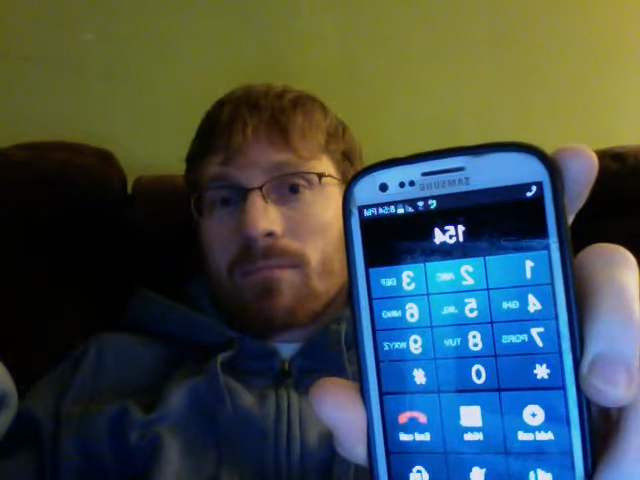 SAMSUNG
8:54 PM
154
1 2 ABC 3 DEF
4 GHI 5 JKL 6 MNO
7 PQRS 8 TUV 9 WXYZ
* 0 #
Add call Hide End call